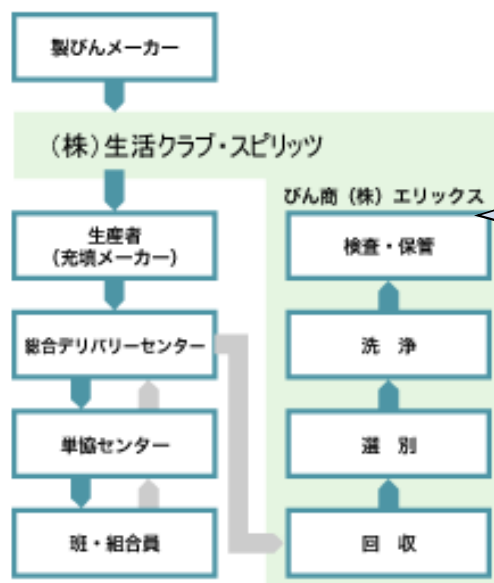 製びんメーカー
（株）生活クラブ・スピリッツ
生産者
（充填メーカー）
総合デリバリーセンター
単協センター
班・組合員
びん商（株）エリックス
検査・保管
洗　浄
選　別
回　収